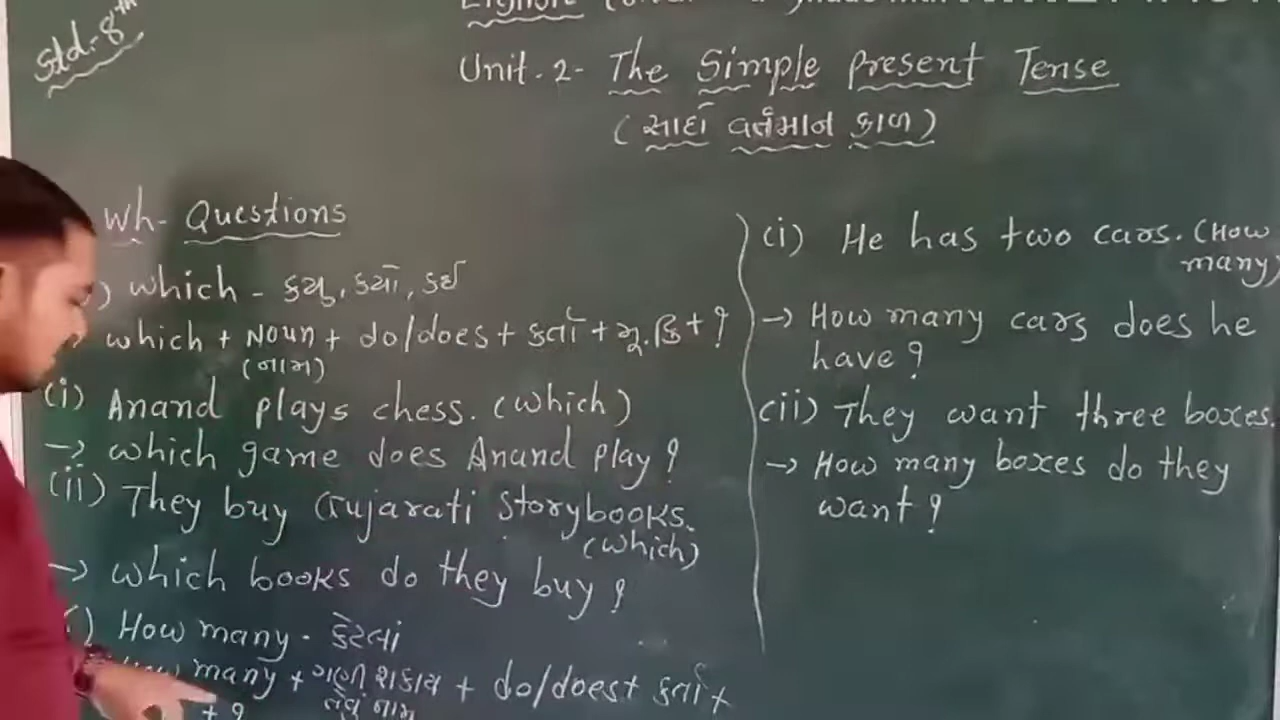 Std:-8th
Unit.2- The Simple Present Tense
(સાદો વર્તમાન કાળ)
Wh- Questions
) which - કયુ, કયો, કઈ
which + Noun + do/does + કર્તા + મૂ.ક્રિ + ?
(નામ)
(i) Anand plays chess. (which)
→ which game does Anand play?
(ii) They buy Gujarati storybooks.
(which)
→ which books do they buy?
) How many - કેટલાં
many + ગણી શકાય + do/does + કર્તા +
+ ? તેવું નામ
(i) He has two cars. (How
many)
→ How many cars does he
have?
(ii) They want three boxes.
→ How many boxes do they
want?